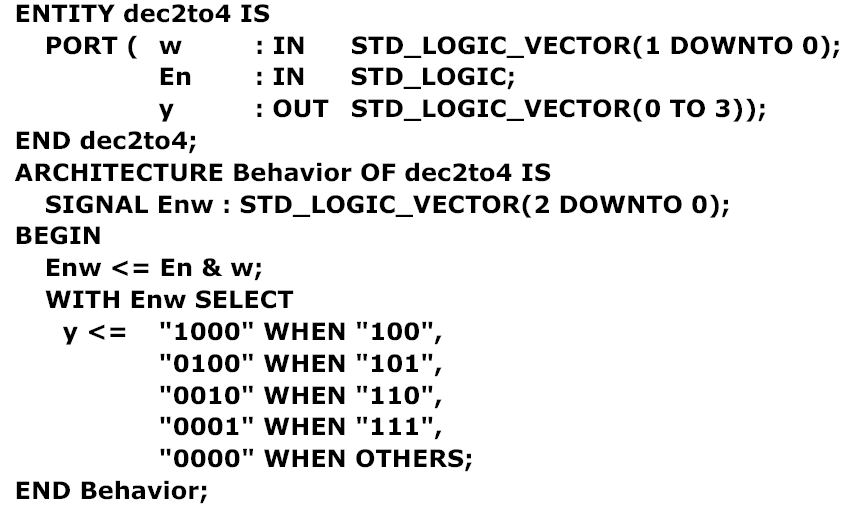 ENTITY dec2to4 IS
PORT ( w : IN STD_LOGIC_VECTOR(1 DOWNTO 0);
En : IN STD_LOGIC;
y : OUT STD_LOGIC_VECTOR(0 TO 3));
END dec2to4;
ARCHITECTURE Behavior OF dec2to4 IS
SIGNAL Enw : STD_LOGIC_VECTOR(2 DOWNTO 0);
BEGIN
Enw <= En & w;
WITH Enw SELECT
y <= "1000" WHEN "100",
"0100" WHEN "101",
"0010" WHEN "110",
"0001" WHEN "111",
"0000" WHEN OTHERS;
END Behavior;